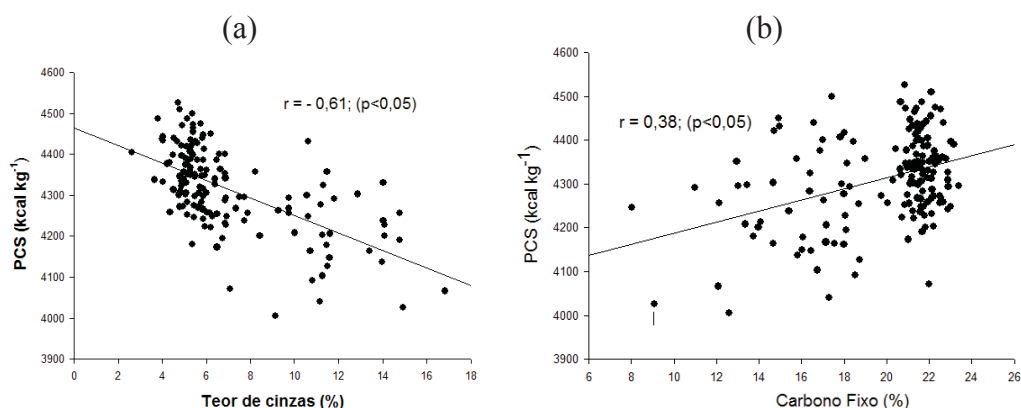 (a)
r = - 0,61; (p<0,05)
PCS (kcal kg⁻¹)
4600
4500
4400
4300
4200
4100
4000
3900
0 2 4 6 8 10 12 14 16 18
Teor de cinzas (%)
(b)
r = 0,38; (p<0,05)
PCS (kcal kg⁻¹)
4600
4500
4400
4300
4200
4100
4000
3900
6 8 10 12 14 16 18 20 22 24 26
Carbono Fixo (%)